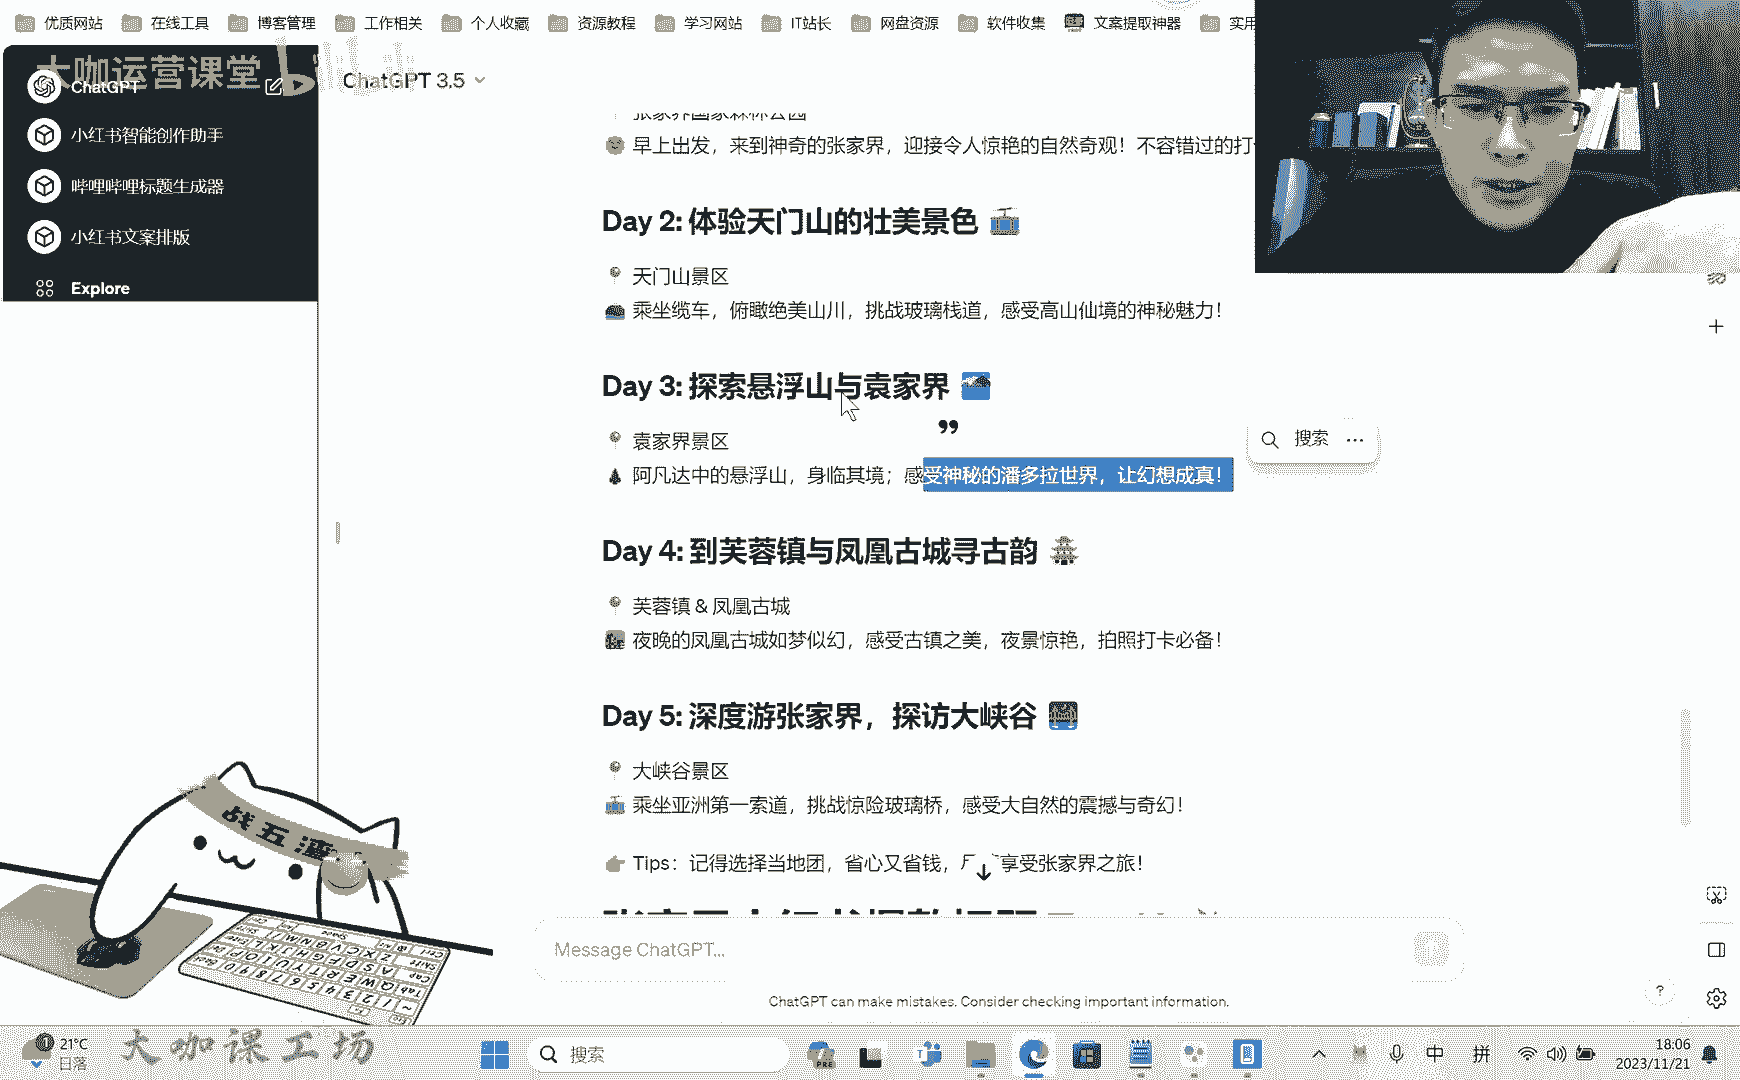 优质网站
在线工具
博客管理
工作相关
个人收藏
资源教程
学习网站
IT站长
网盘资源
软件收集
文案提取神器
实用
大咖运营课堂
ChatGPT
ChatGPT 3.5
小红书智能创作助手
哔哩哔哩标题生成器
小红书文案排版
Explore
张家界国家森林公园
早上出发，来到神奇的张家界，迎接令人惊艳的自然奇观！不容错过的打
Day 2: 体验天门山的壮美景色
天门山景区
乘坐缆车，俯瞰绝美山川，挑战玻璃栈道，感受高山仙境的神秘魅力！
Day 3: 探索悬浮山与袁家界
袁家界景区
阿凡达中的悬浮山，身临其境；感受神秘的潘多拉世界，让幻想成真！
搜索
Day 4: 到芙蓉镇与凤凰古城寻古韵
芙蓉镇 & 凤凰古城
夜晚的凤凰古城如梦似幻，感受古镇之美，夜景惊艳，拍照打卡必备！
Day 5: 深度游张家界，探访大峡谷
大峡谷景区
乘坐亚洲第一索道，挑战惊险玻璃桥，感受大自然的震撼与奇幻！
Tips：记得选择当地团，省心又省钱，享受张家界之旅！
Message ChatGPT...
ChatGPT can make mistakes. Consider checking important information.
?
战五渣
大咖课工场
21°C
日落
搜索
中
拼
18:06
2023/11/21